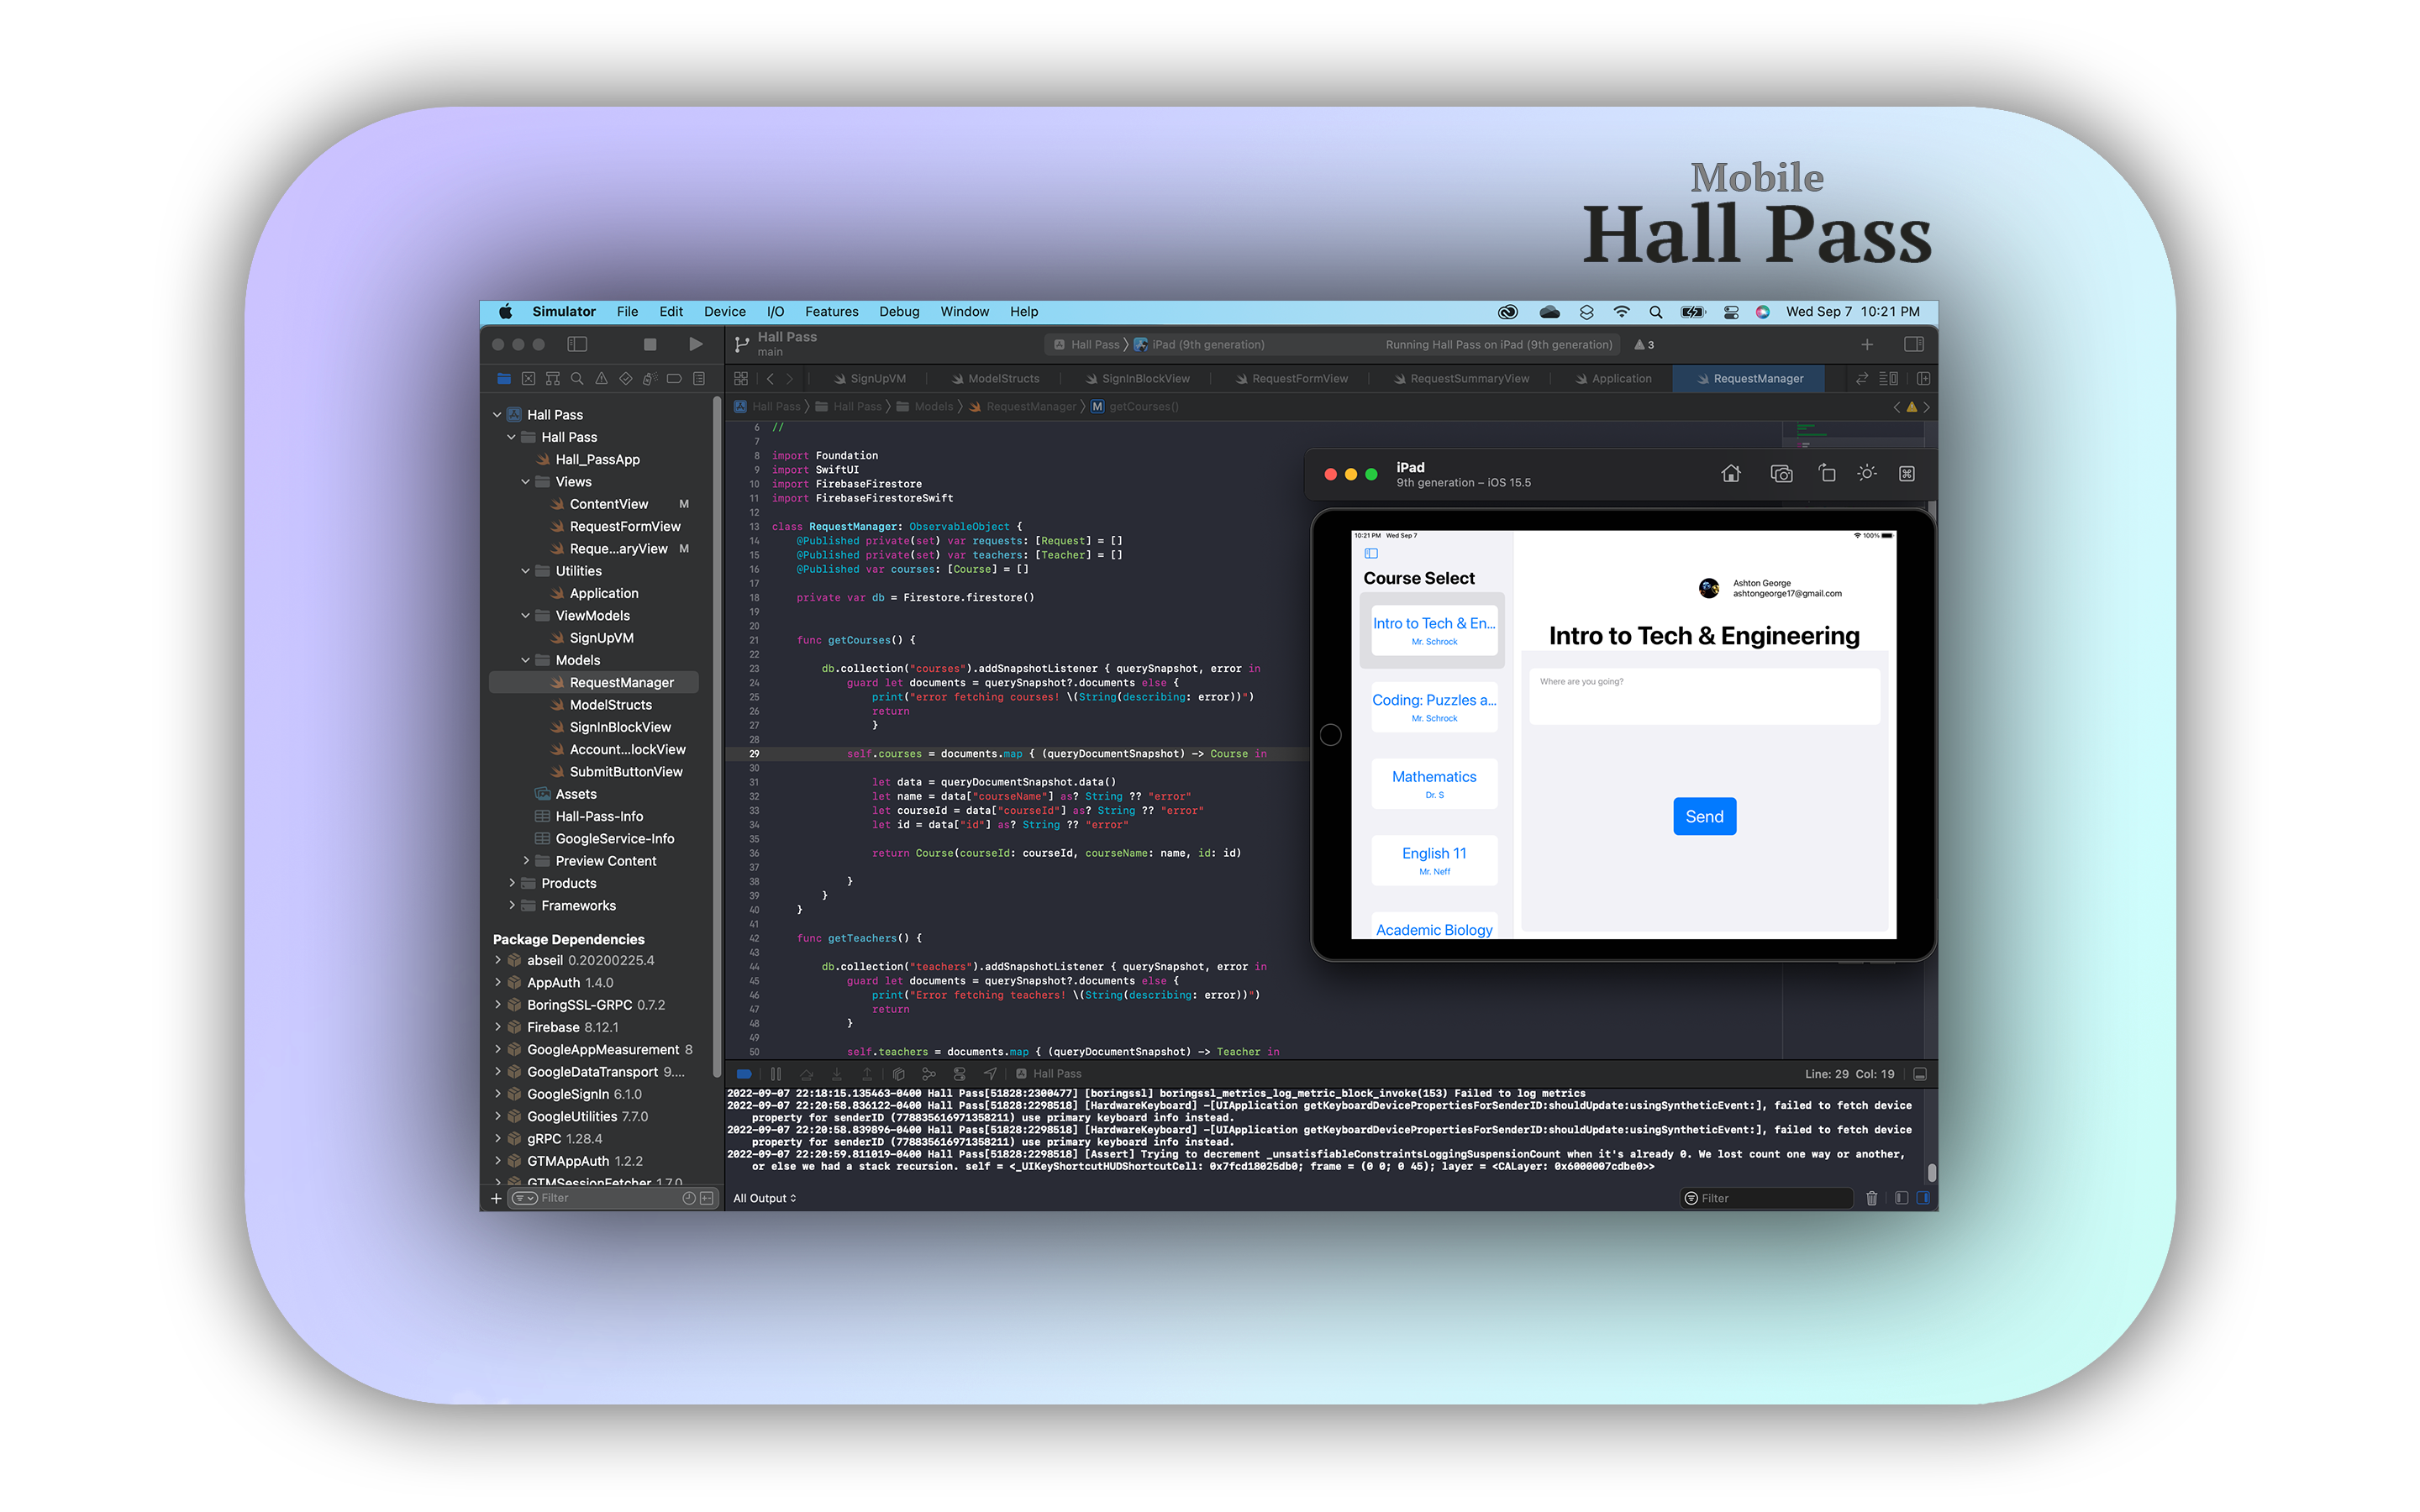 Mobile
Hall Pass
Simulator File Edit Device I/O Features Debug Window Help
Wed Sep 7 10:21 PM
Hall Pass
main
Hall Pass iPad (9th generation)
Running Hall Pass on iPad (9th generation)
3
SignUpVM
ModelStructs
SignInBlockView
RequestFormView
RequestSummaryView
Application
RequestManager
Hall Pass Hall Pass Models RequestManager M getCourses()
Hall Pass
Hall Pass
Hall_PassApp
Views
ContentView M
RequestFormView
Reque...aryView M
Utilities
Application
ViewModels
SignUpVM
Models
RequestManager
ModelStructs
SignInBlockView
Account...lockView
SubmitButtonView
Assets
Hall-Pass-Info
GoogleService-Info
Preview Content
Products
Frameworks
Package Dependencies
abseil 0.20200225.4
AppAuth 1.4.0
BoringSSL-GRPC 0.7.2
Firebase 8.12.1
GoogleAppMeasurement 8
GoogleDataTransport 9....
GoogleSignIn 6.1.0
GoogleUtilities 7.7.0
gRPC 1.28.4
GTMAppAuth 1.2.2
GTMSessionFetcher 1.7.0
Filter
6 //
7
8 import Foundation
9 import SwiftUI
10 import FirebaseFirestore
11 import FirebaseFirestoreSwift
12
13 class RequestManager: ObservableObject {
14 @Published private(set) var requests: [Request] = []
15 @Published private(set) var teachers: [Teacher] = []
16 @Published var courses: [Course] = []
17
18 private var db = Firestore.firestore()
19
20
21 func getCourses() {
22
23 db.collection("courses").addSnapshotListener { querySnapshot, error in
24 guard let documents = querySnapshot?.documents else {
25 print("error fetching courses! \(String(describing: error))")
26 return
27 }
28
29 self.courses = documents.map { (queryDocumentSnapshot) -> Course in
30
31 let data = queryDocumentSnapshot.data()
32 let name = data["courseName"] as? String ?? "error"
33 let courseId = data["courseId"] as? String ?? "error"
34 let id = data["id"] as? String ?? "error"
35
36 return Course(courseId: courseId, courseName: name, id: id)
37
38 }
39 }
40 }
41
42 func getTeachers() {
43
44 db.collection("teachers").addSnapshotListener { querySnapshot, error in
45 guard let documents = querySnapshot?.documents else {
46 print("Error fetching teachers! \(String(describing: error))")
47 return
48 }
49
50 self.teachers = documents.map { (queryDocumentSnapshot) -> Teacher in
iPad
9th generation – iOS 15.5
10:21 PM Wed Sep 7
100%
Course Select
Intro to Tech & En...
Mr. Schrock
Coding: Puzzles a...
Mr. Schrock
Mathematics
Dr. S
English 11
Mr. Neff
Academic Biology
Ashton George
ashtongeorge17@gmail.com
Intro to Tech & Engineering
Where are you going?
Send
Hall Pass
Line: 29 Col: 19
2022-09-07 22:18:15.135463-0400 Hall Pass[51828:2300477] [boringssl] boringssl_metrics_log_metric_block_invoke(153) Failed to log metrics
2022-09-07 22:20:58.836122-0400 Hall Pass[51828:2298518] [HardwareKeyboard] -[UIApplication getKeyboardDevicePropertiesForSenderID:shouldUpdate:usingSyntheticEvent:], failed to fetch device
property for senderID (778835616971358211) use primary keyboard info instead.
2022-09-07 22:20:58.839896-0400 Hall Pass[51828:2298518] [HardwareKeyboard] -[UIApplication getKeyboardDevicePropertiesForSenderID:shouldUpdate:usingSyntheticEvent:], failed to fetch device
property for senderID (778835616971358211) use primary keyboard info instead.
2022-09-07 22:20:59.811019-0400 Hall Pass[51828:2298518] [Assert] Trying to decrement _unsatisfiableConstraintsLoggingSuspensionCount when it's already 0. We lost count one way or another,
or else we had a stack recursion. self = <_UIKeyShortcutHUDShortcutCell: 0x7fcd18025db0; frame = (0 0; 0 45); layer = <CALayer: 0x6000007cdbe0>>
All Output
Filter